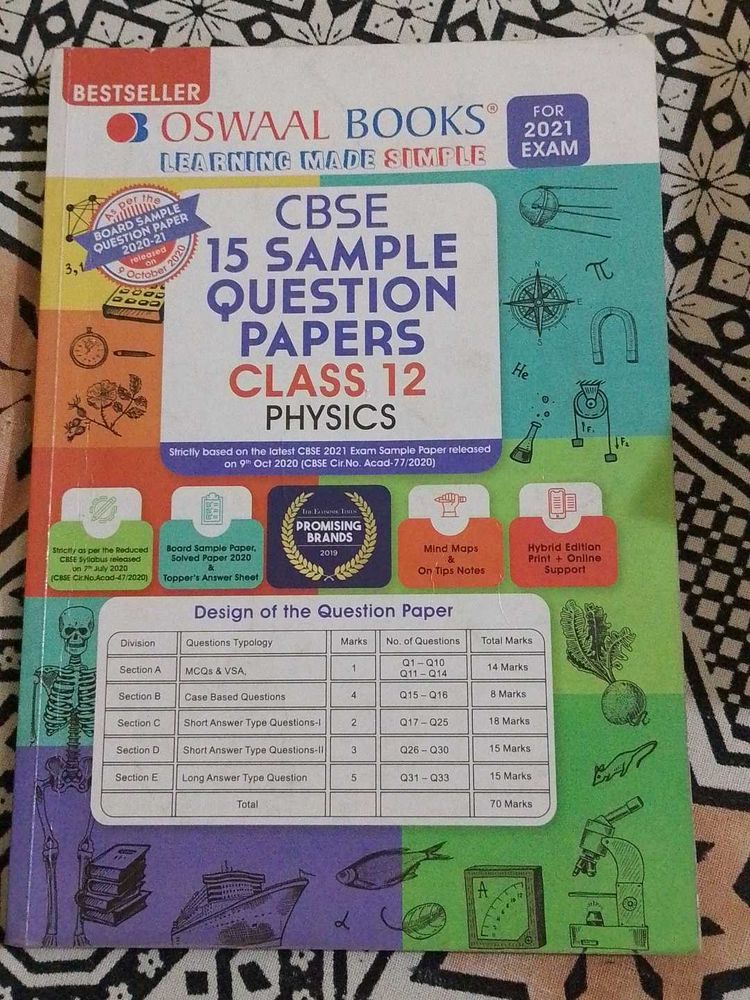 BESTSELLER
OSWAAL BOOKS®
LEARNING MADE SIMPLE
FOR
2021
EXAM
As Per the
BOARD SAMPLE
QUESTION PAPER
2020-21
released
on
9 October 2020
3.1
CBSE
15 SAMPLE
QUESTION
PAPERS
CLASS 12
PHYSICS
Strictly based on the latest CBSE 2021 Exam Sample Paper released
on 9th Oct 2020 (CBSE Cir.No. Acad-77/2020)
N
E
S
π
He
F₁
F₂
Strictly as per the Reduced
CBSE Syllabus released
on 7th July 2020
(CBSE Cir.No.Acad-47/2020)
Board Sample Paper,
Solved Paper 2020
&
Topper's Answer Sheet
THE ECONOMIC TIMES
PROMISING
BRANDS
2019
Mind Maps
&
On Tips Notes
Hybrid Edition
Print + Online
Support
Design of the Question Paper
Division Questions Typology Marks No. of Questions Total Marks
Section A MCQs & VSA, 1 Q1 – Q10 14 Marks
Q11 – Q14
Section B Case Based Questions 4 Q15 – Q16 8 Marks
Section C Short Answer Type Questions-I 2 Q17 – Q25 18 Marks
Section D Short Answer Type Questions-II 3 Q26 – Q30 15 Marks
Section E Long Answer Type Question 5 Q31 – Q33 15 Marks
Total 70 Marks
α
A